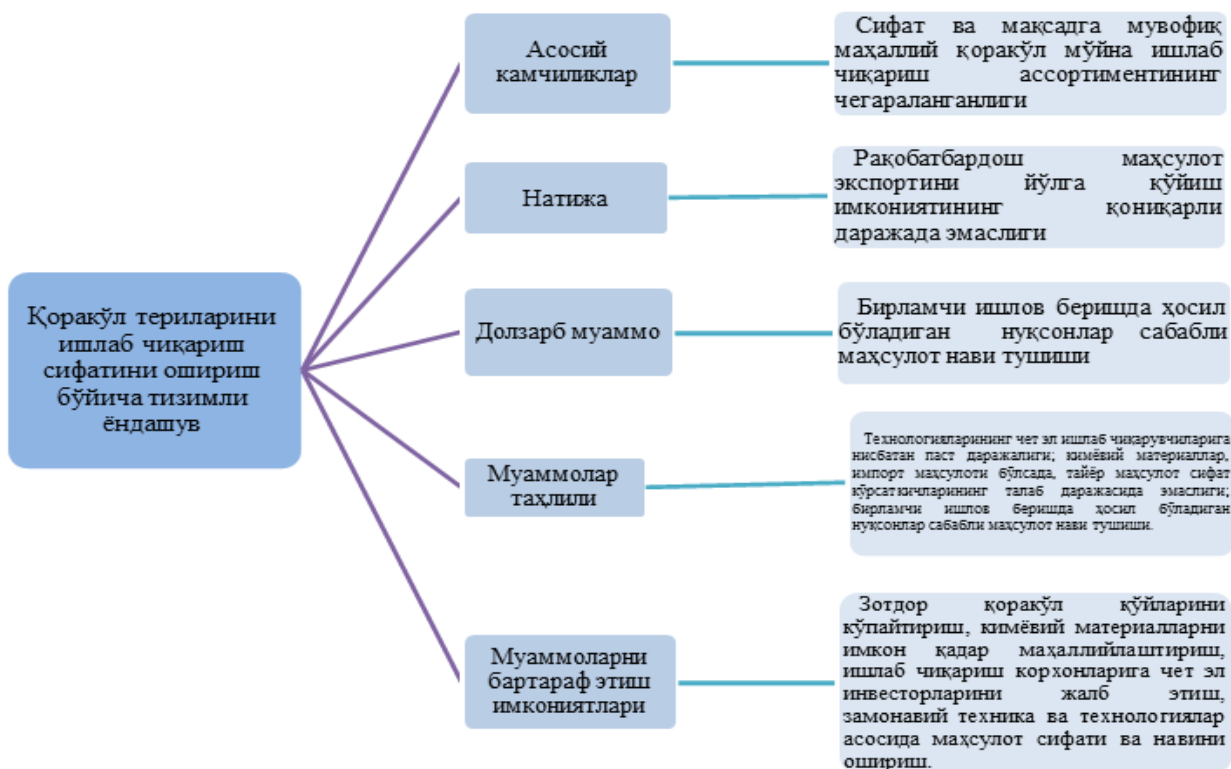 Асосий
камчиликлар
Сифат ва мақсадга мувофиқ
маҳаллий қоракўл мўйна ишлаб
чиқариш ассортиментининг
чегараланганлиги
Натижа
Рақобатбардош маҳсулот
экспортини йўлга қўйиш
имкониятининг қониқарли
даражада эмаслиги
Қоракўл териларини
ишлаб чиқариш
сифатини ошириш
бўйича тизимли
ёндашув
Долзарб муаммо
Бирламчи ишлов беришда ҳосил
бўладиган нуқсонлар сабабли
маҳсулот нави тушиши
Муаммолар
таҳлили
Технологияларининг чет эл ишлаб чиқарувчиларига
нисбатан паст даражалиги; кимёвий материаллар,
импорт маҳсулоти бўлсада, тайёр маҳсулот сифат
кўрсаткичларининг талаб даражасида эмаслиги;
бирламчи ишлов беришда ҳосил бўладиган
нуқсонлар сабабли маҳсулот нави тушиши.
Муаммоларни
бартараф этиш
имкониятлари
Зотдор қоракўл қўйларини
кўпайтириш, кимёвий материалларни
имкон қадар маҳаллийлаштириш,
ишлаб чиқариш корхонларига чет эл
инвесторларини жалб этиш,
замонавий техника ва технологиялар
асосида маҳсулот сифати ва навини
ошириш.